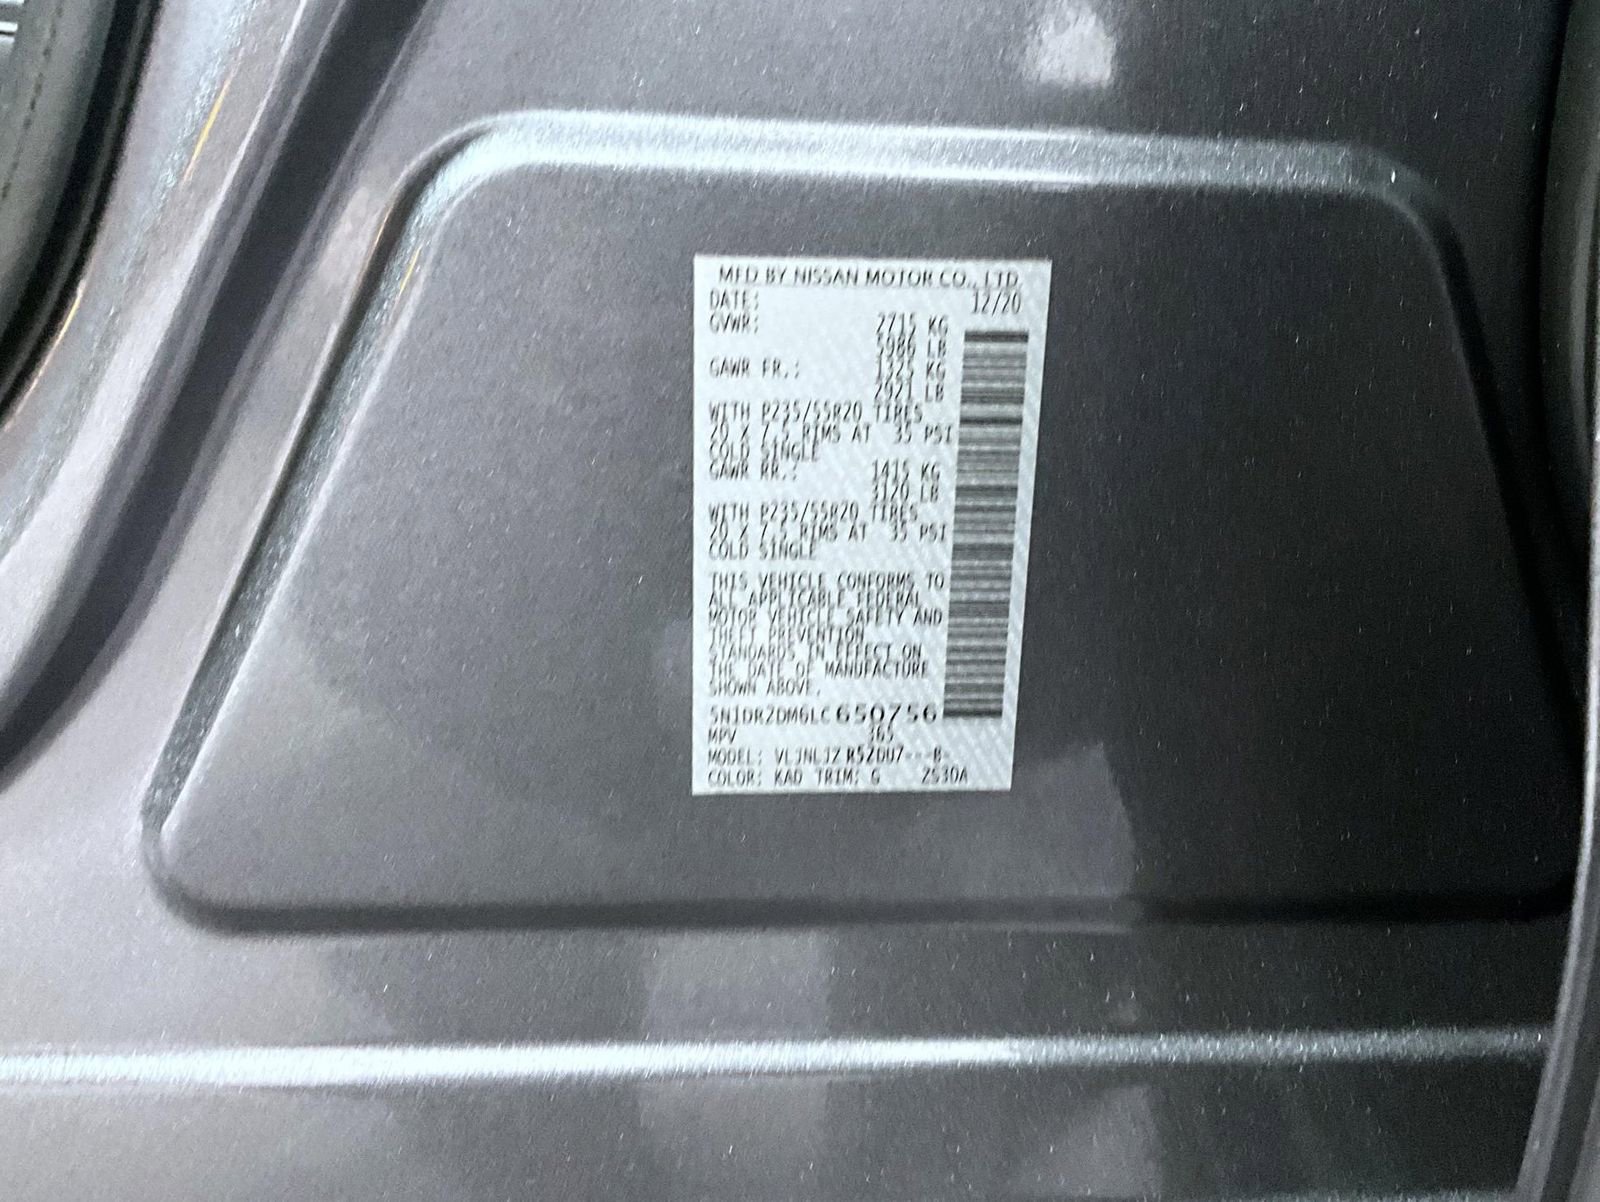 MFD BY NISSAN MOTOR CO., LTD
DATE: 12/20
GVWR: 2715 KG
5986 LB
GAWR FR.: 1325 KG
2921 LB
WITH P235/55R20 TIRES
20 X 7.5 RIMS AT 35 PSI
COLD SINGLE
GAWR RR.: 1415 KG
3120 LB
WITH P235/55R20 TIRES
20 X 7.5 RIMS AT 35 PSI
COLD SINGLE
THIS VEHICLE CONFORMS TO
ALL APPLICABLE FEDERAL
MOTOR VEHICLE SAFETY AND
THEFT PREVENTION
STANDARDS IN EFFECT ON
THE DATE OF MANUFACTURE
SHOWN ABOVE.
5N1DR2DM6LC650756
MPV 365
MODEL:
COLOR: KAD TRIM: G 2530A